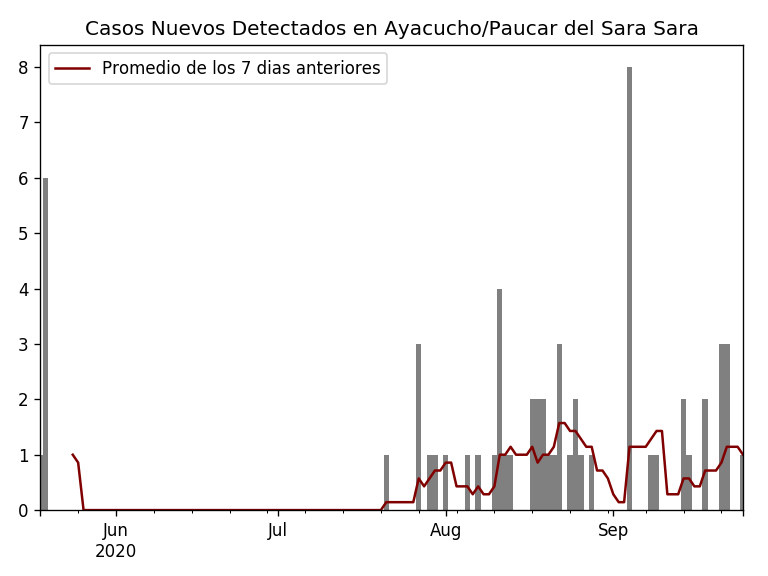 Casos Nuevos Detectados en Ayacucho/Paucar del Sara Sara
Promedio de los 7 dias anteriores
8
7
6
5
4
3
2
1
0
Jun
2020
Jul
Aug
Sep